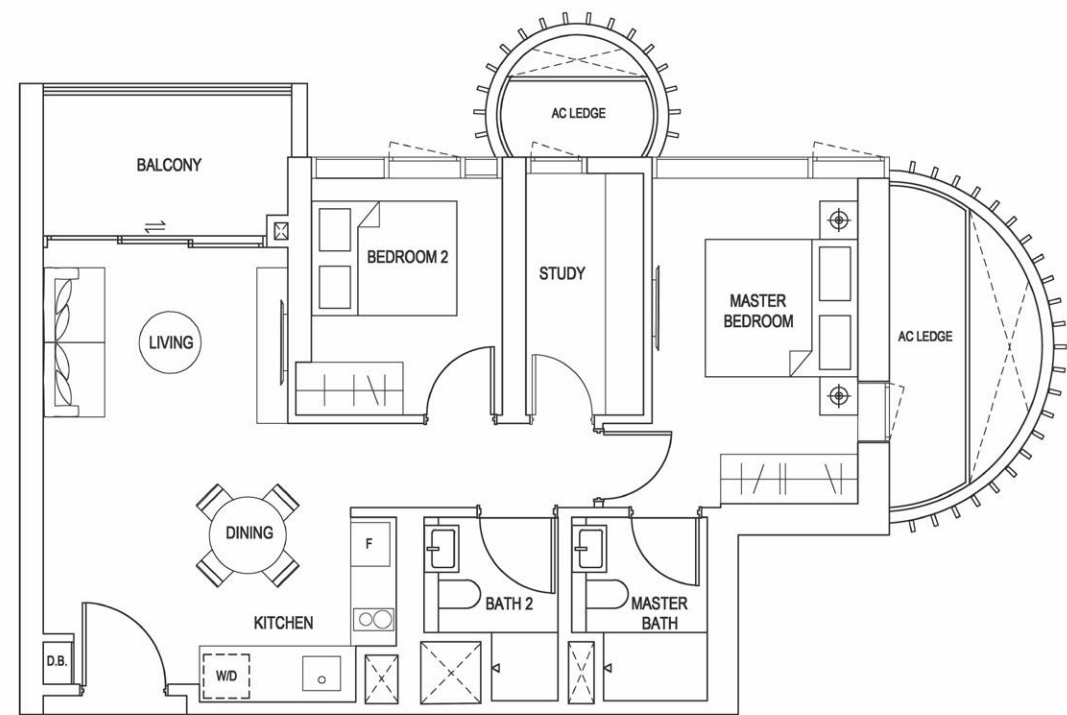 AC LEDGE
BALCONY
BEDROOM 2
STUDY
MASTER
BEDROOM
LIVING
AC LEDGE
DINING
F
KITCHEN
BATH 2
MASTER
BATH
D.B.
W/D